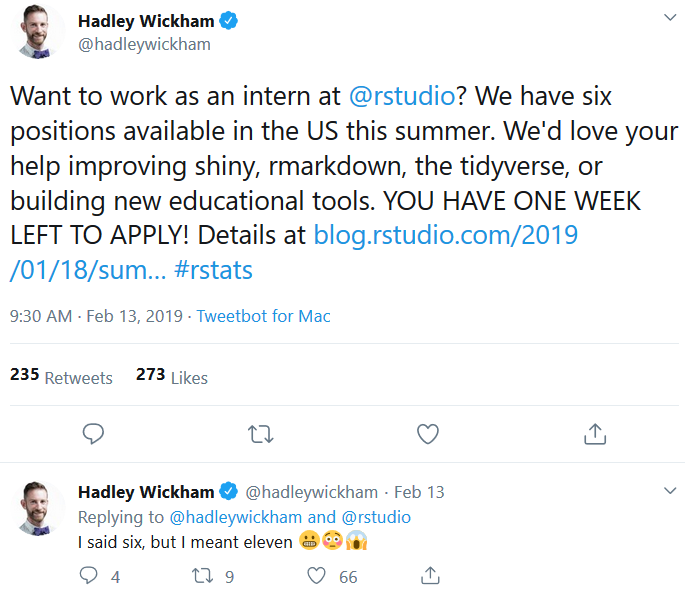 Hadley Wickham
@hadleywickham
Want to work as an intern at @rstudio? We have six
positions available in the US this summer. We'd love your
help improving shiny, rmarkdown, the tidyverse, or
building new educational tools. YOU HAVE ONE WEEK
LEFT TO APPLY! Details at blog.rstudio.com/2019
/01/18/sum… #rstats
9:30 AM · Feb 13, 2019 · Tweetbot for Mac
235 Retweets 273 Likes
Hadley Wickham @hadleywickham · Feb 13
Replying to @hadleywickham and @rstudio
I said six, but I meant eleven 😬😳😱
4 9 66